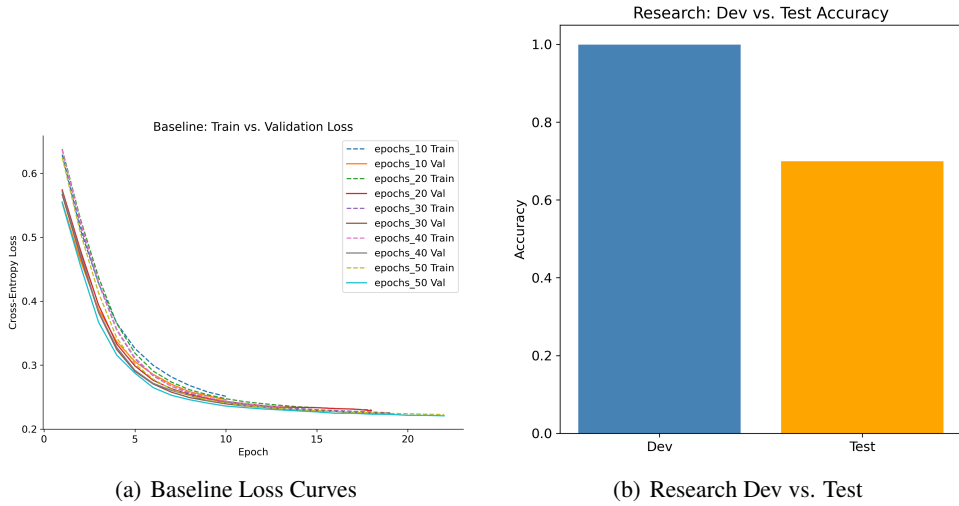 Baseline: Train vs. Validation Loss
Cross-Entropy Loss
0.6
0.5
0.4
0.3
0.2
0
5
10
15
20
Epoch
epochs_10 Train
epochs_10 Val
epochs_20 Train
epochs_20 Val
epochs_30 Train
epochs_30 Val
epochs_40 Train
epochs_40 Val
epochs_50 Train
epochs_50 Val
(a) Baseline Loss Curves
Research: Dev vs. Test Accuracy
Accuracy
1.0
0.8
0.6
0.4
0.2
0.0
Dev
Test
(b) Research Dev vs. Test